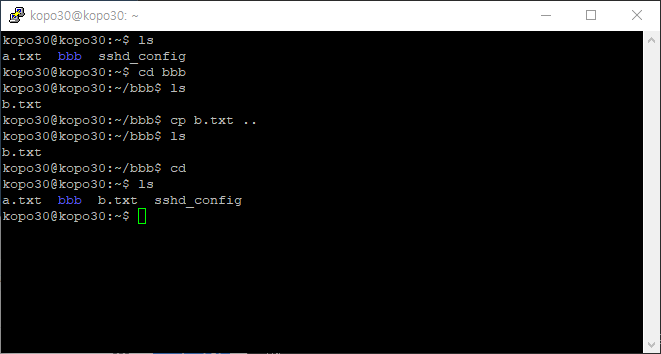 kopo30@kopo30: ~
kopo30@kopo30:~$ ls
a.txt  bbb  sshd_config
kopo30@kopo30:~$ cd bbb
kopo30@kopo30:~/bbb$ ls
b.txt
kopo30@kopo30:~/bbb$ cp b.txt ..
kopo30@kopo30:~/bbb$ ls
b.txt
kopo30@kopo30:~/bbb$ cd
kopo30@kopo30:~$ ls
a.txt  bbb  b.txt  sshd_config
kopo30@kopo30:~$